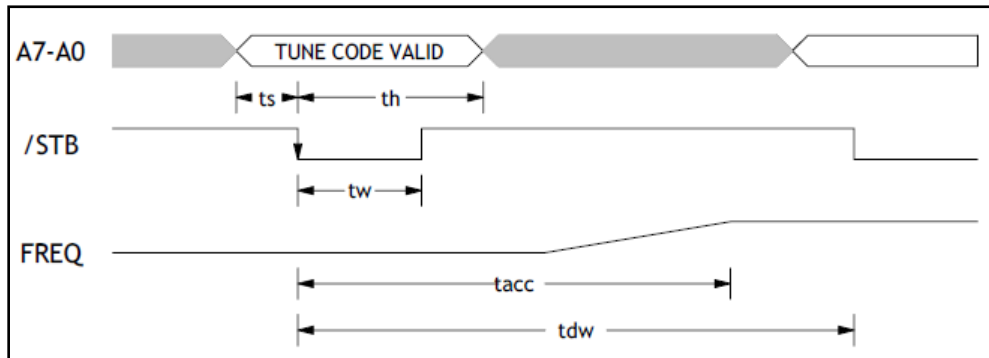 A7-A0 TUNE CODE VALID
ts th
/STB
tw
FREQ
tacc
tdw